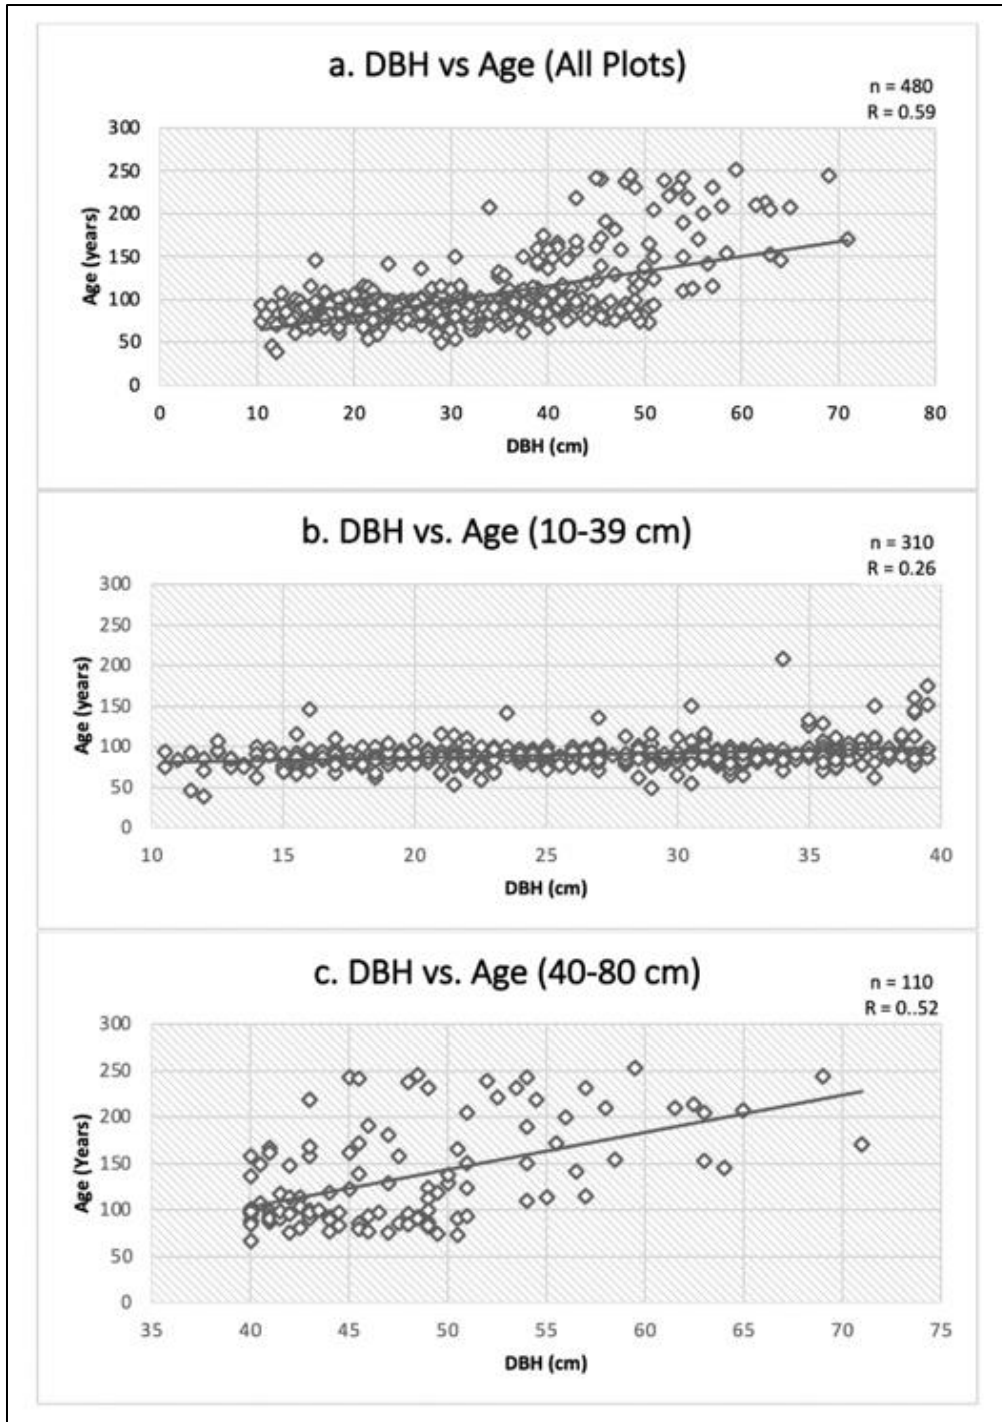 a. DBH vs Age (All Plots)
n = 480
R = 0.59
300
250
200
150
100
50
0
Age (years)
0 10 20 30 40 50 60 70 80
DBH (cm)
b. DBH vs. Age (10-39 cm)
n = 310
R = 0.26
300
250
200
150
100
50
0
Age (years)
10 15 20 25 30 35 40
DBH (cm)
c. DBH vs. Age (40-80 cm)
n = 110
R = 0..52
300
250
200
150
100
50
0
Age (Years)
35 40 45 50 55 60 65 70 75
DBH (cm)